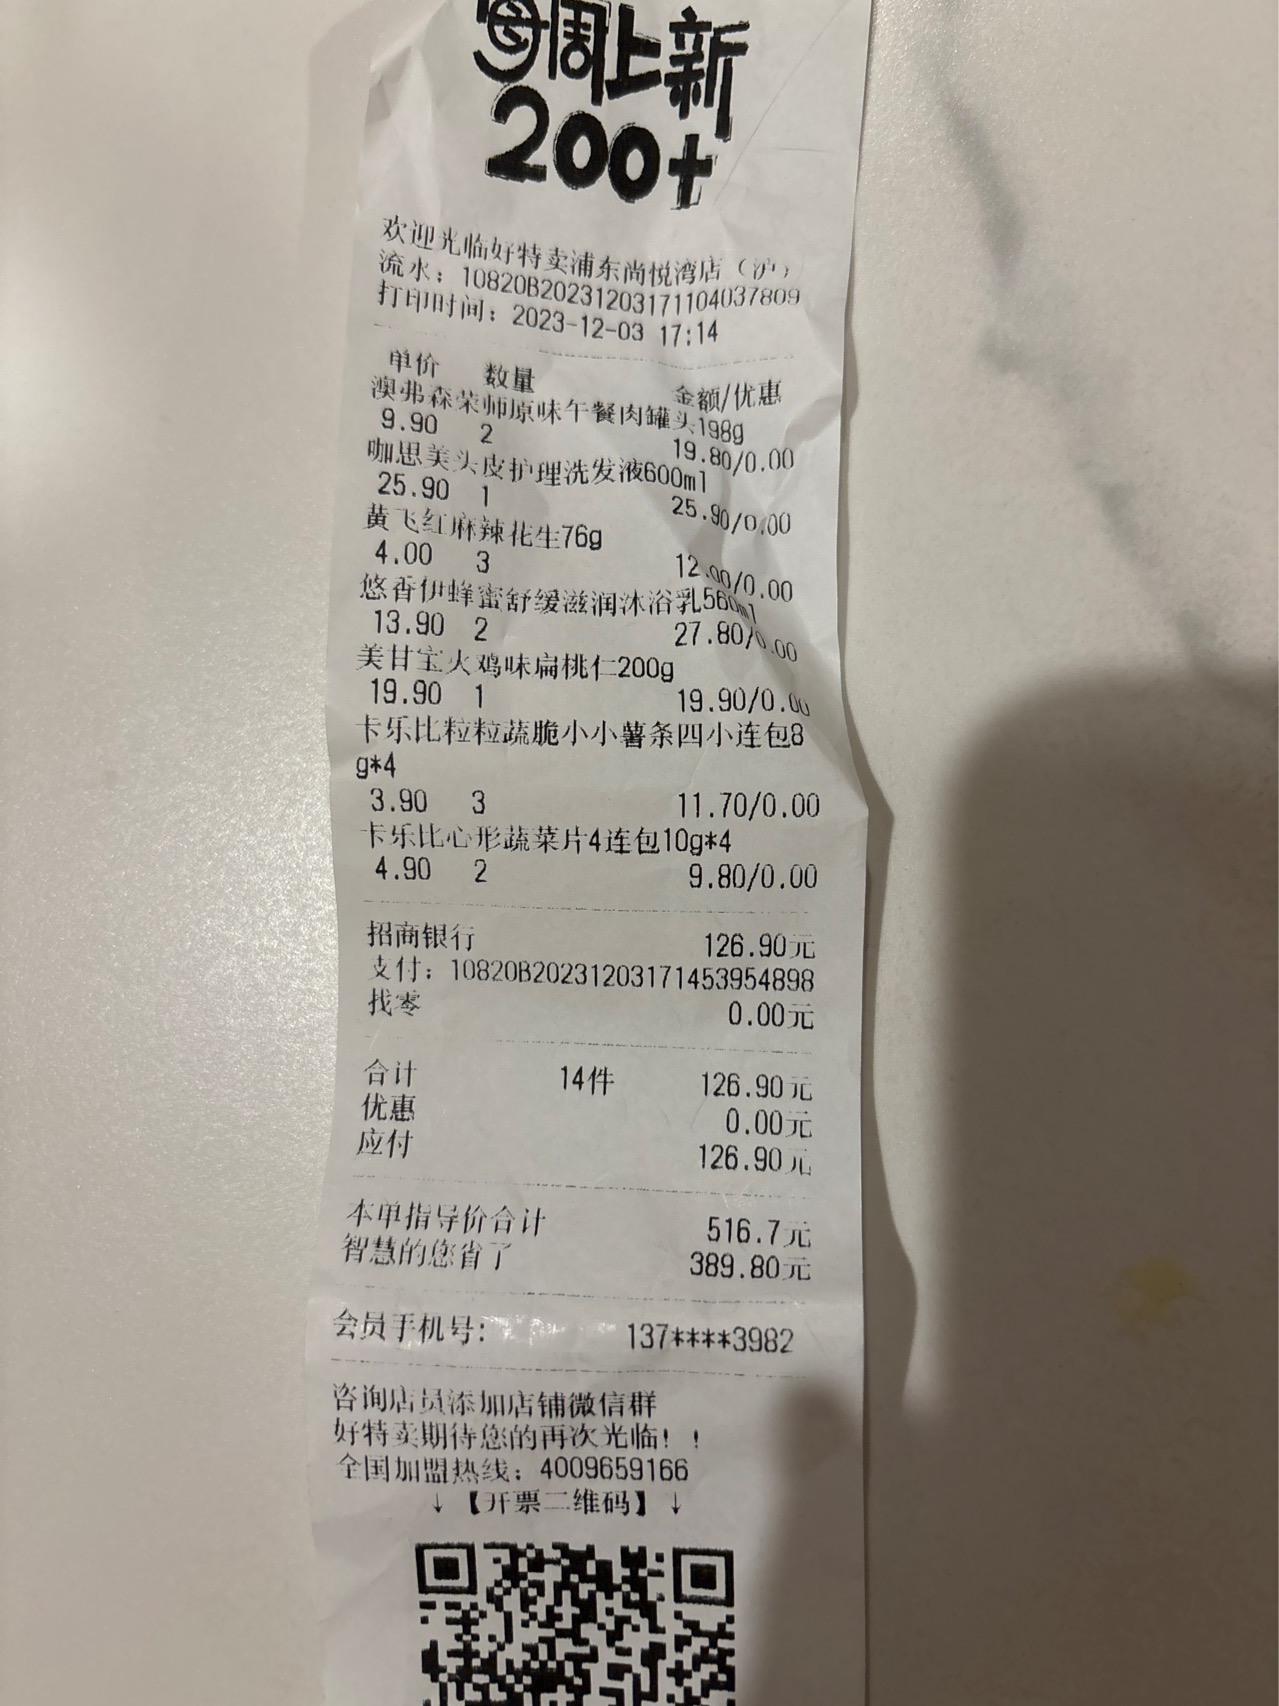 每周上新
200+
欢迎光临好特卖浦东尚悦湾店（沪）
流水：10820B20231203171104037809
打印时间：2023-12-03 17:14
单价 数量 金额/优惠
澳弗森荣师原味午餐肉罐头198g
9.90 2 19.80/0.00
咖思美头皮护理洗发液600ml
25.90 1 25.90/0.00
黄飞红麻辣花生76g
4.00 3 12.00/0.00
悠香伊蜂蜜舒缓滋润沐浴乳560ml
13.90 2 27.80/0.00
美甘宝火鸡味扁桃仁200g
19.90 1 19.90/0.00
卡乐比粒粒蔬脆小小薯条四小连包8
g*4
3.90 3 11.70/0.00
卡乐比心形蔬菜片4连包10g*4
4.90 2 9.80/0.00
招商银行 126.90元
支付：10820B20231203171453954898
找零 0.00元
合计 14件 126.90元
优惠 0.00元
应付 126.90元
本单指导价合计 516.7元
智慧的您省了 389.80元
会员手机号: 137****3982
咨询店员添加店铺微信群
好特卖期待您的再次光临！！
全国加盟热线：4009659166
↓【开票二维码】↓